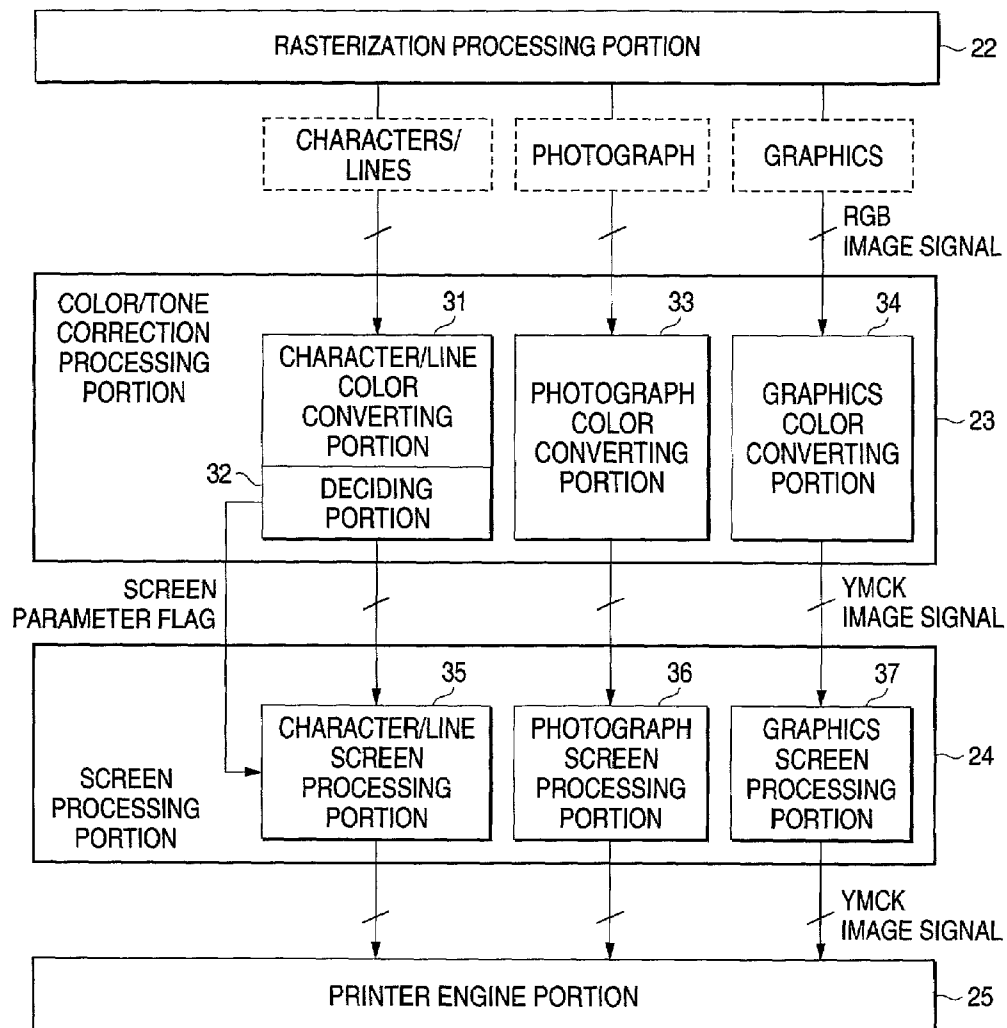 RASTERIZATION PROCESSING PORTION
22
CHARACTERS/
LINES
PHOTOGRAPH
GRAPHICS
RGB
IMAGE SIGNAL
COLOR/TONE
CORRECTION
PROCESSING
PORTION
31
CHARACTER/LINE
COLOR
CONVERTING
PORTION
32
DECIDING
PORTION
33
PHOTOGRAPH
COLOR
CONVERTING
PORTION
34
GRAPHICS
COLOR
CONVERTING
PORTION
23
SCREEN
PARAMETER FLAG
YMCK
IMAGE SIGNAL
SCREEN
PROCESSING
PORTION
35
CHARACTER/LINE
SCREEN
PROCESSING
PORTION
36
PHOTOGRAPH
SCREEN
PROCESSING
PORTION
37
GRAPHICS
SCREEN
PROCESSING
PORTION
24
YMCK
IMAGE SIGNAL
PRINTER ENGINE PORTION
25